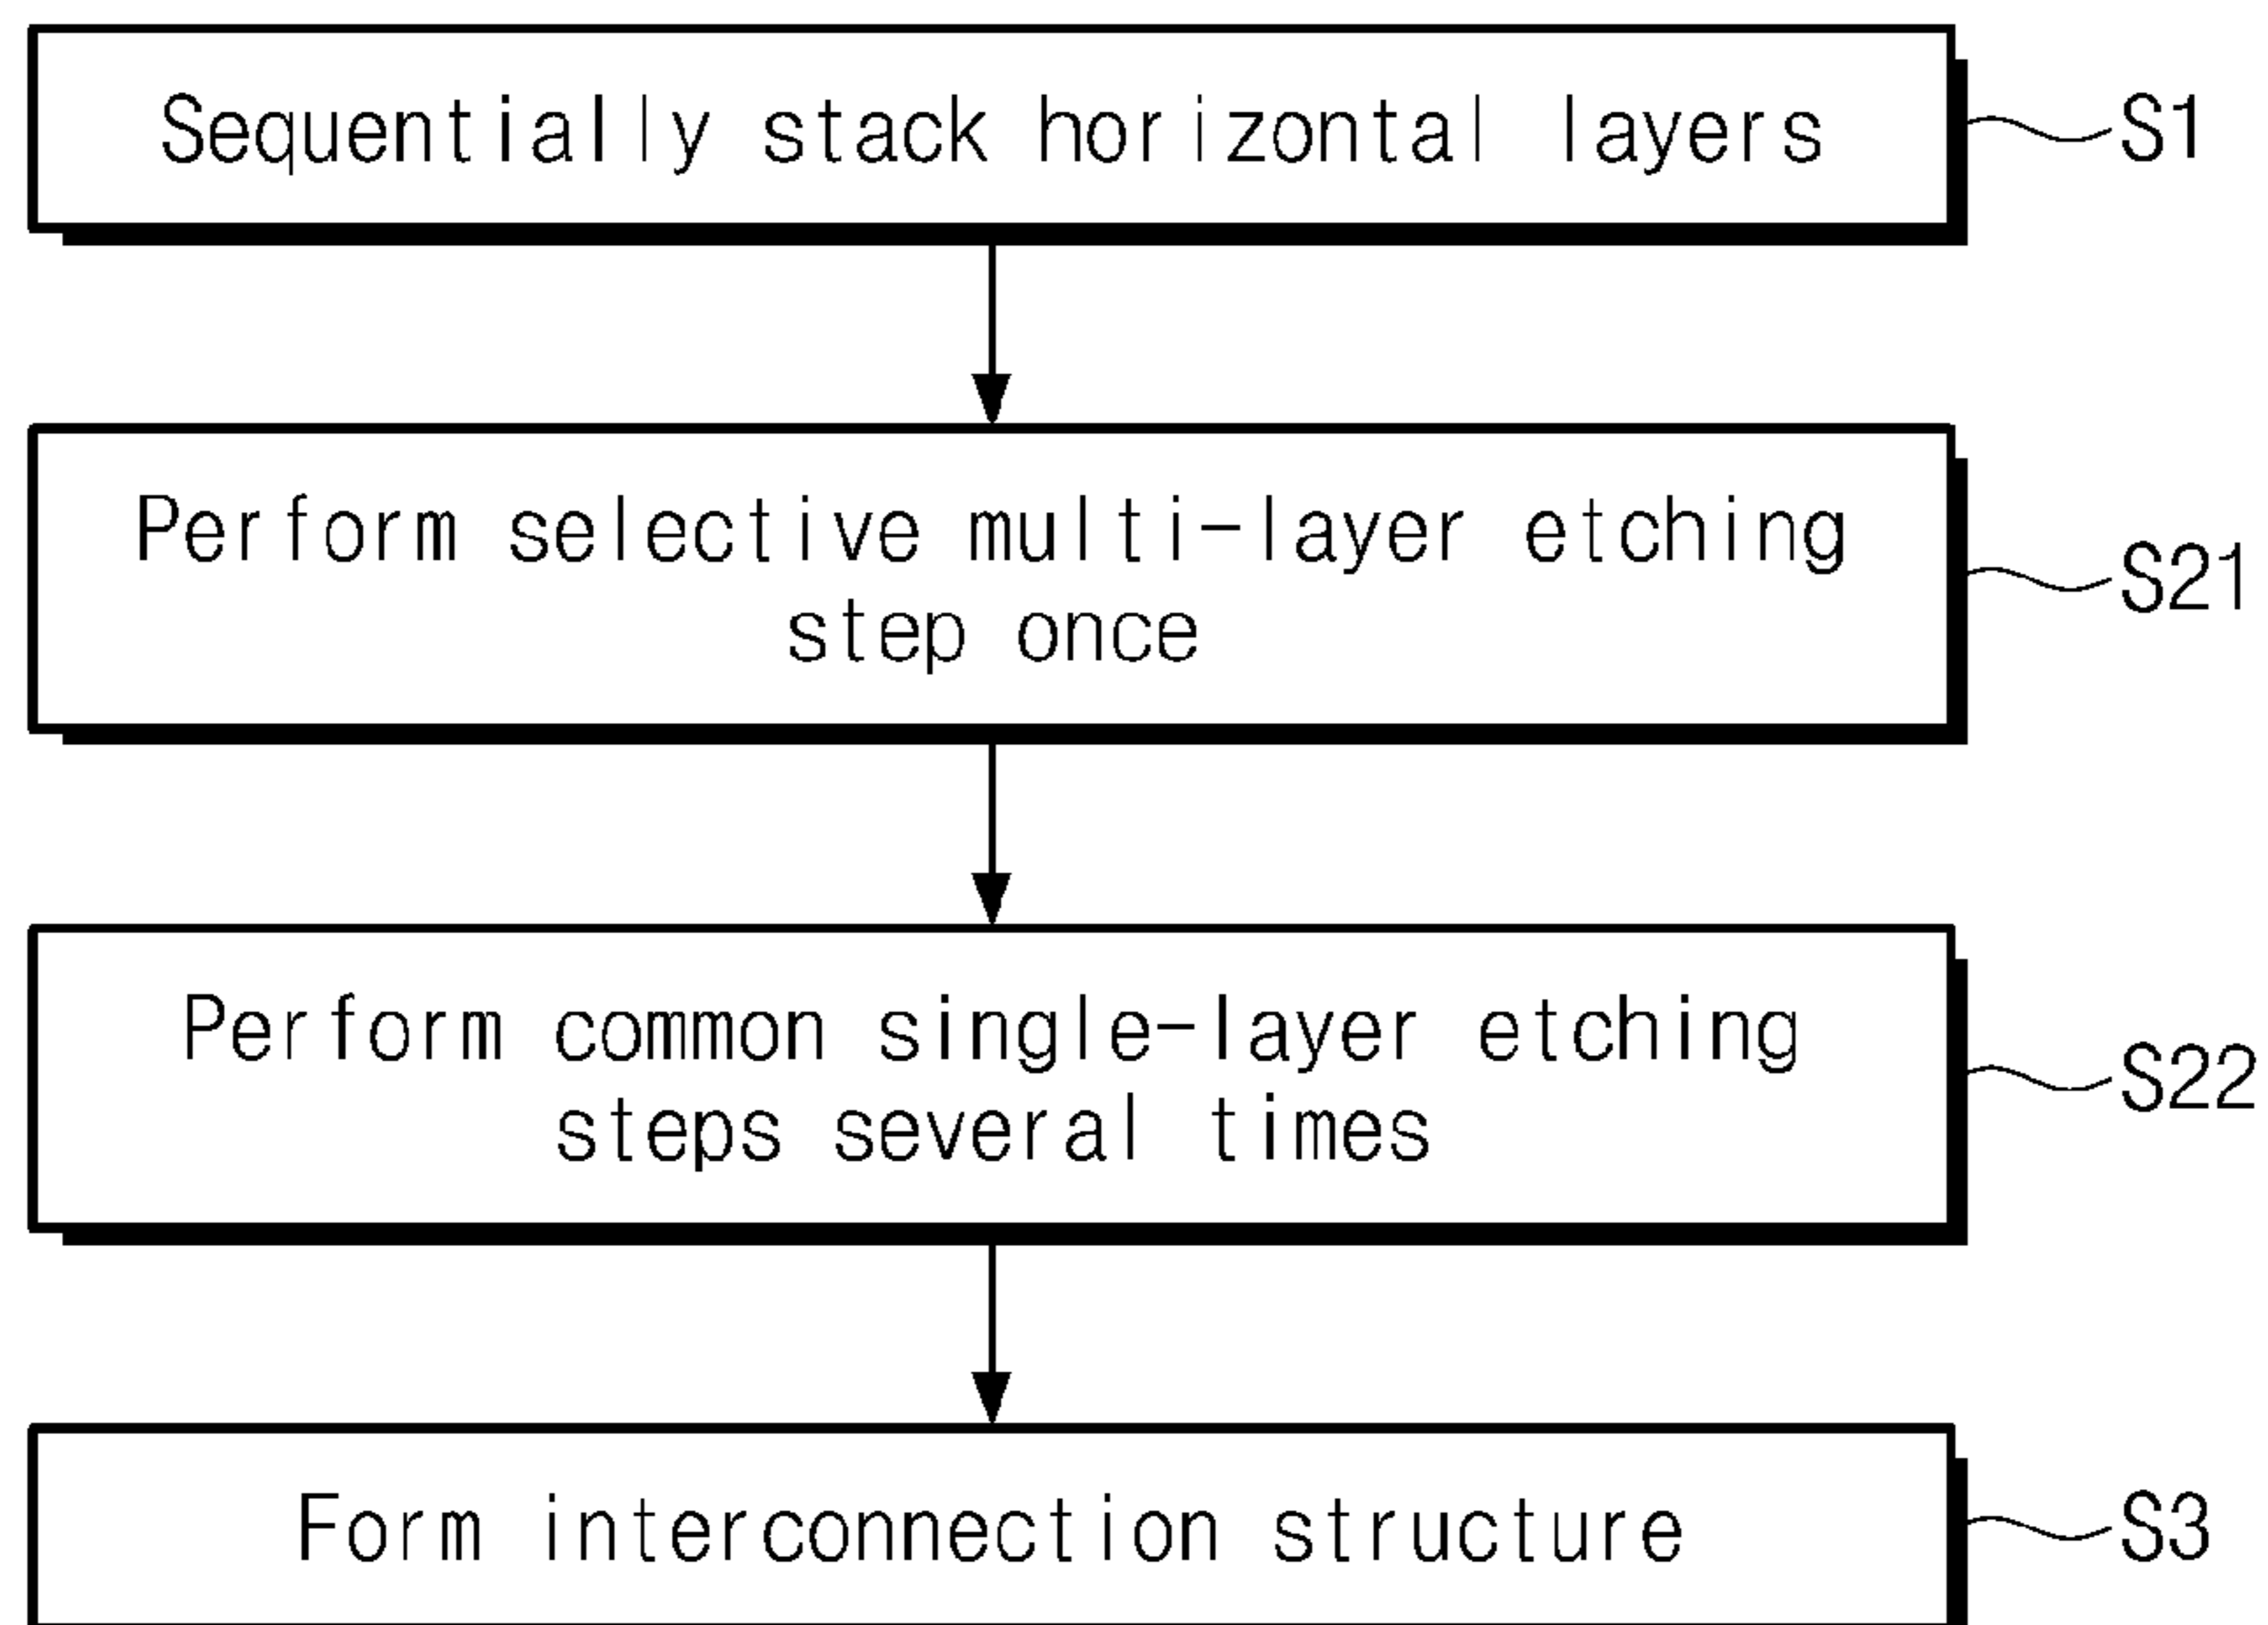 Sequentially stack horizontal layers
S1
Perform selective multi-layer etching
step once
S21
Perform common single-layer etching
steps several times
S22
Form interconnection structure
S3